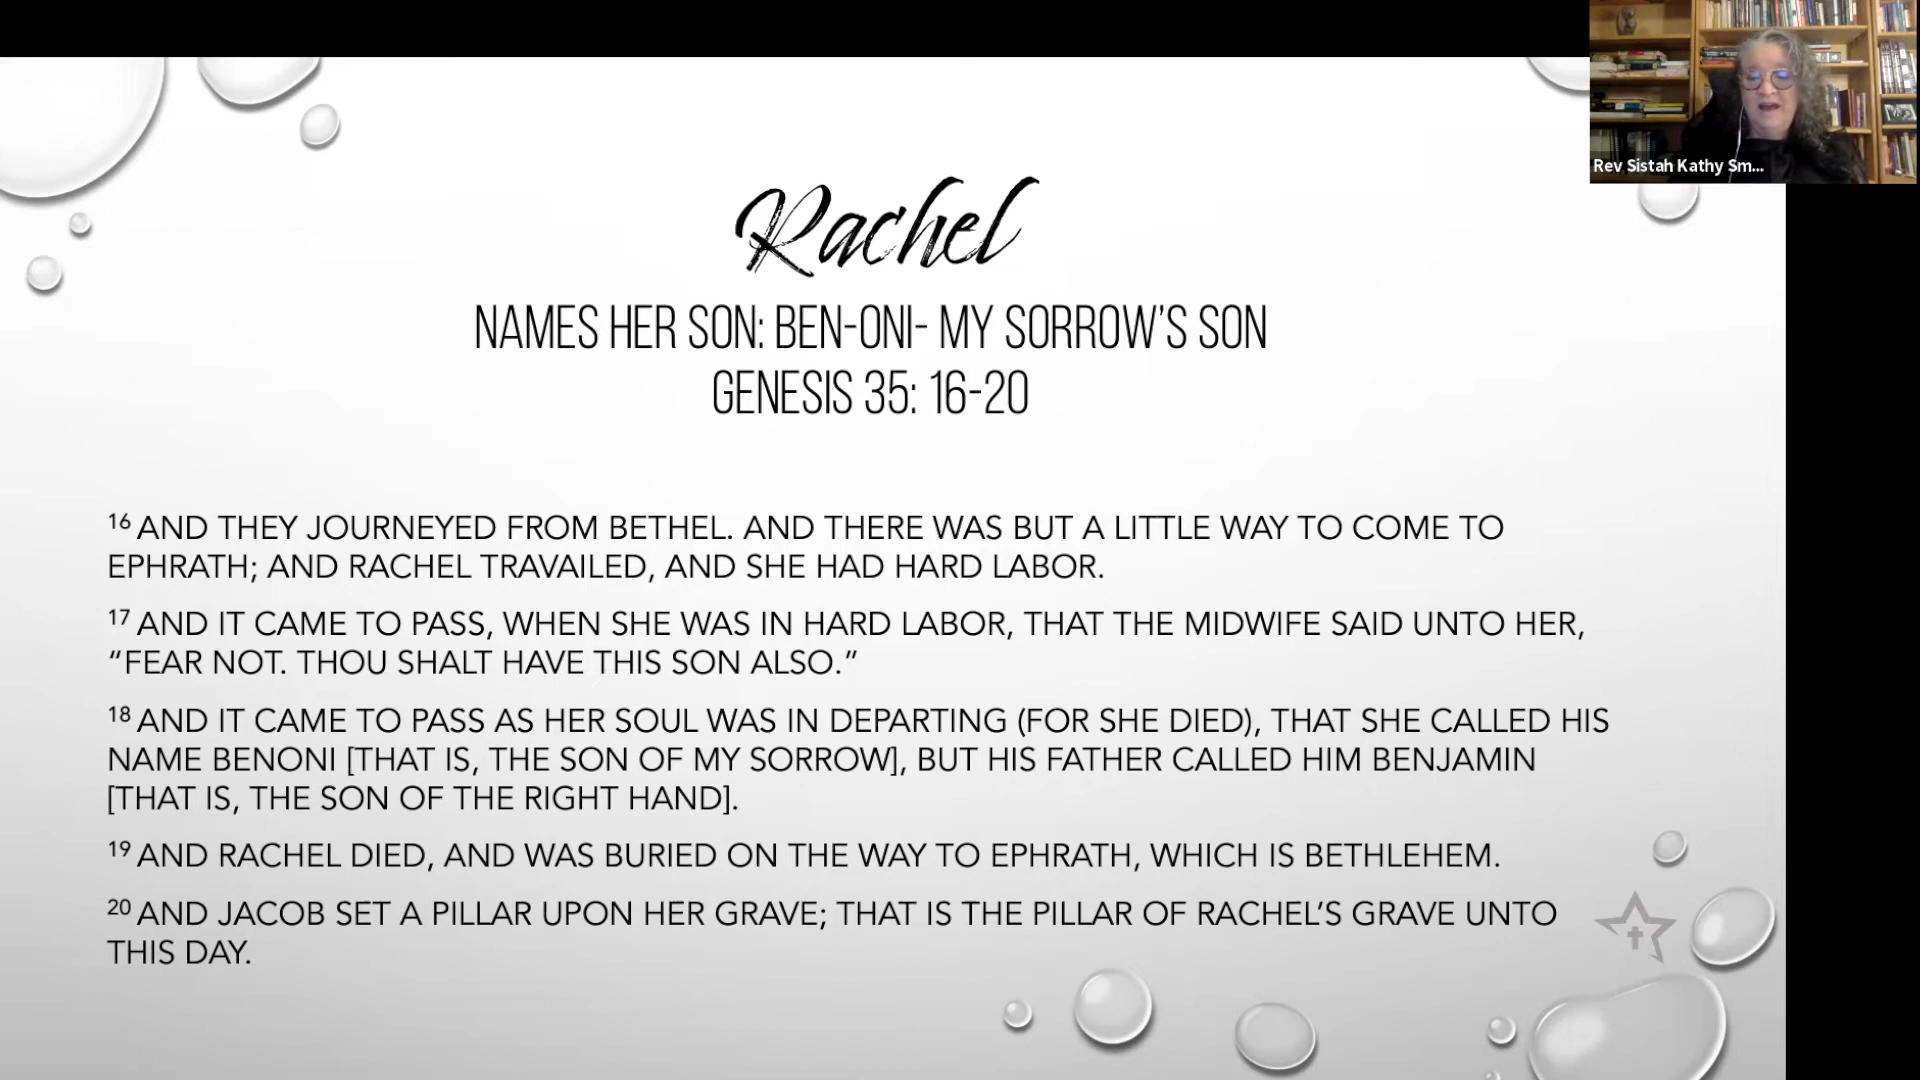 Rev Sistah Kathy Sm...
Rachel
NAMES HER SON: BEN-ONI- MY SORROW’S SON
GENESIS 35: 16-20
16 AND THEY JOURNEYED FROM BETHEL. AND THERE WAS BUT A LITTLE WAY TO COME TO
EPHRATH; AND RACHEL TRAVAILED, AND SHE HAD HARD LABOR.
17 AND IT CAME TO PASS, WHEN SHE WAS IN HARD LABOR, THAT THE MIDWIFE SAID UNTO HER,
“FEAR NOT. THOU SHALT HAVE THIS SON ALSO.”
18 AND IT CAME TO PASS AS HER SOUL WAS IN DEPARTING (FOR SHE DIED), THAT SHE CALLED HIS
NAME BENONI [THAT IS, THE SON OF MY SORROW], BUT HIS FATHER CALLED HIM BENJAMIN
[THAT IS, THE SON OF THE RIGHT HAND].
19 AND RACHEL DIED, AND WAS BURIED ON THE WAY TO EPHRATH, WHICH IS BETHLEHEM.
20 AND JACOB SET A PILLAR UPON HER GRAVE; THAT IS THE PILLAR OF RACHEL’S GRAVE UNTO
THIS DAY.